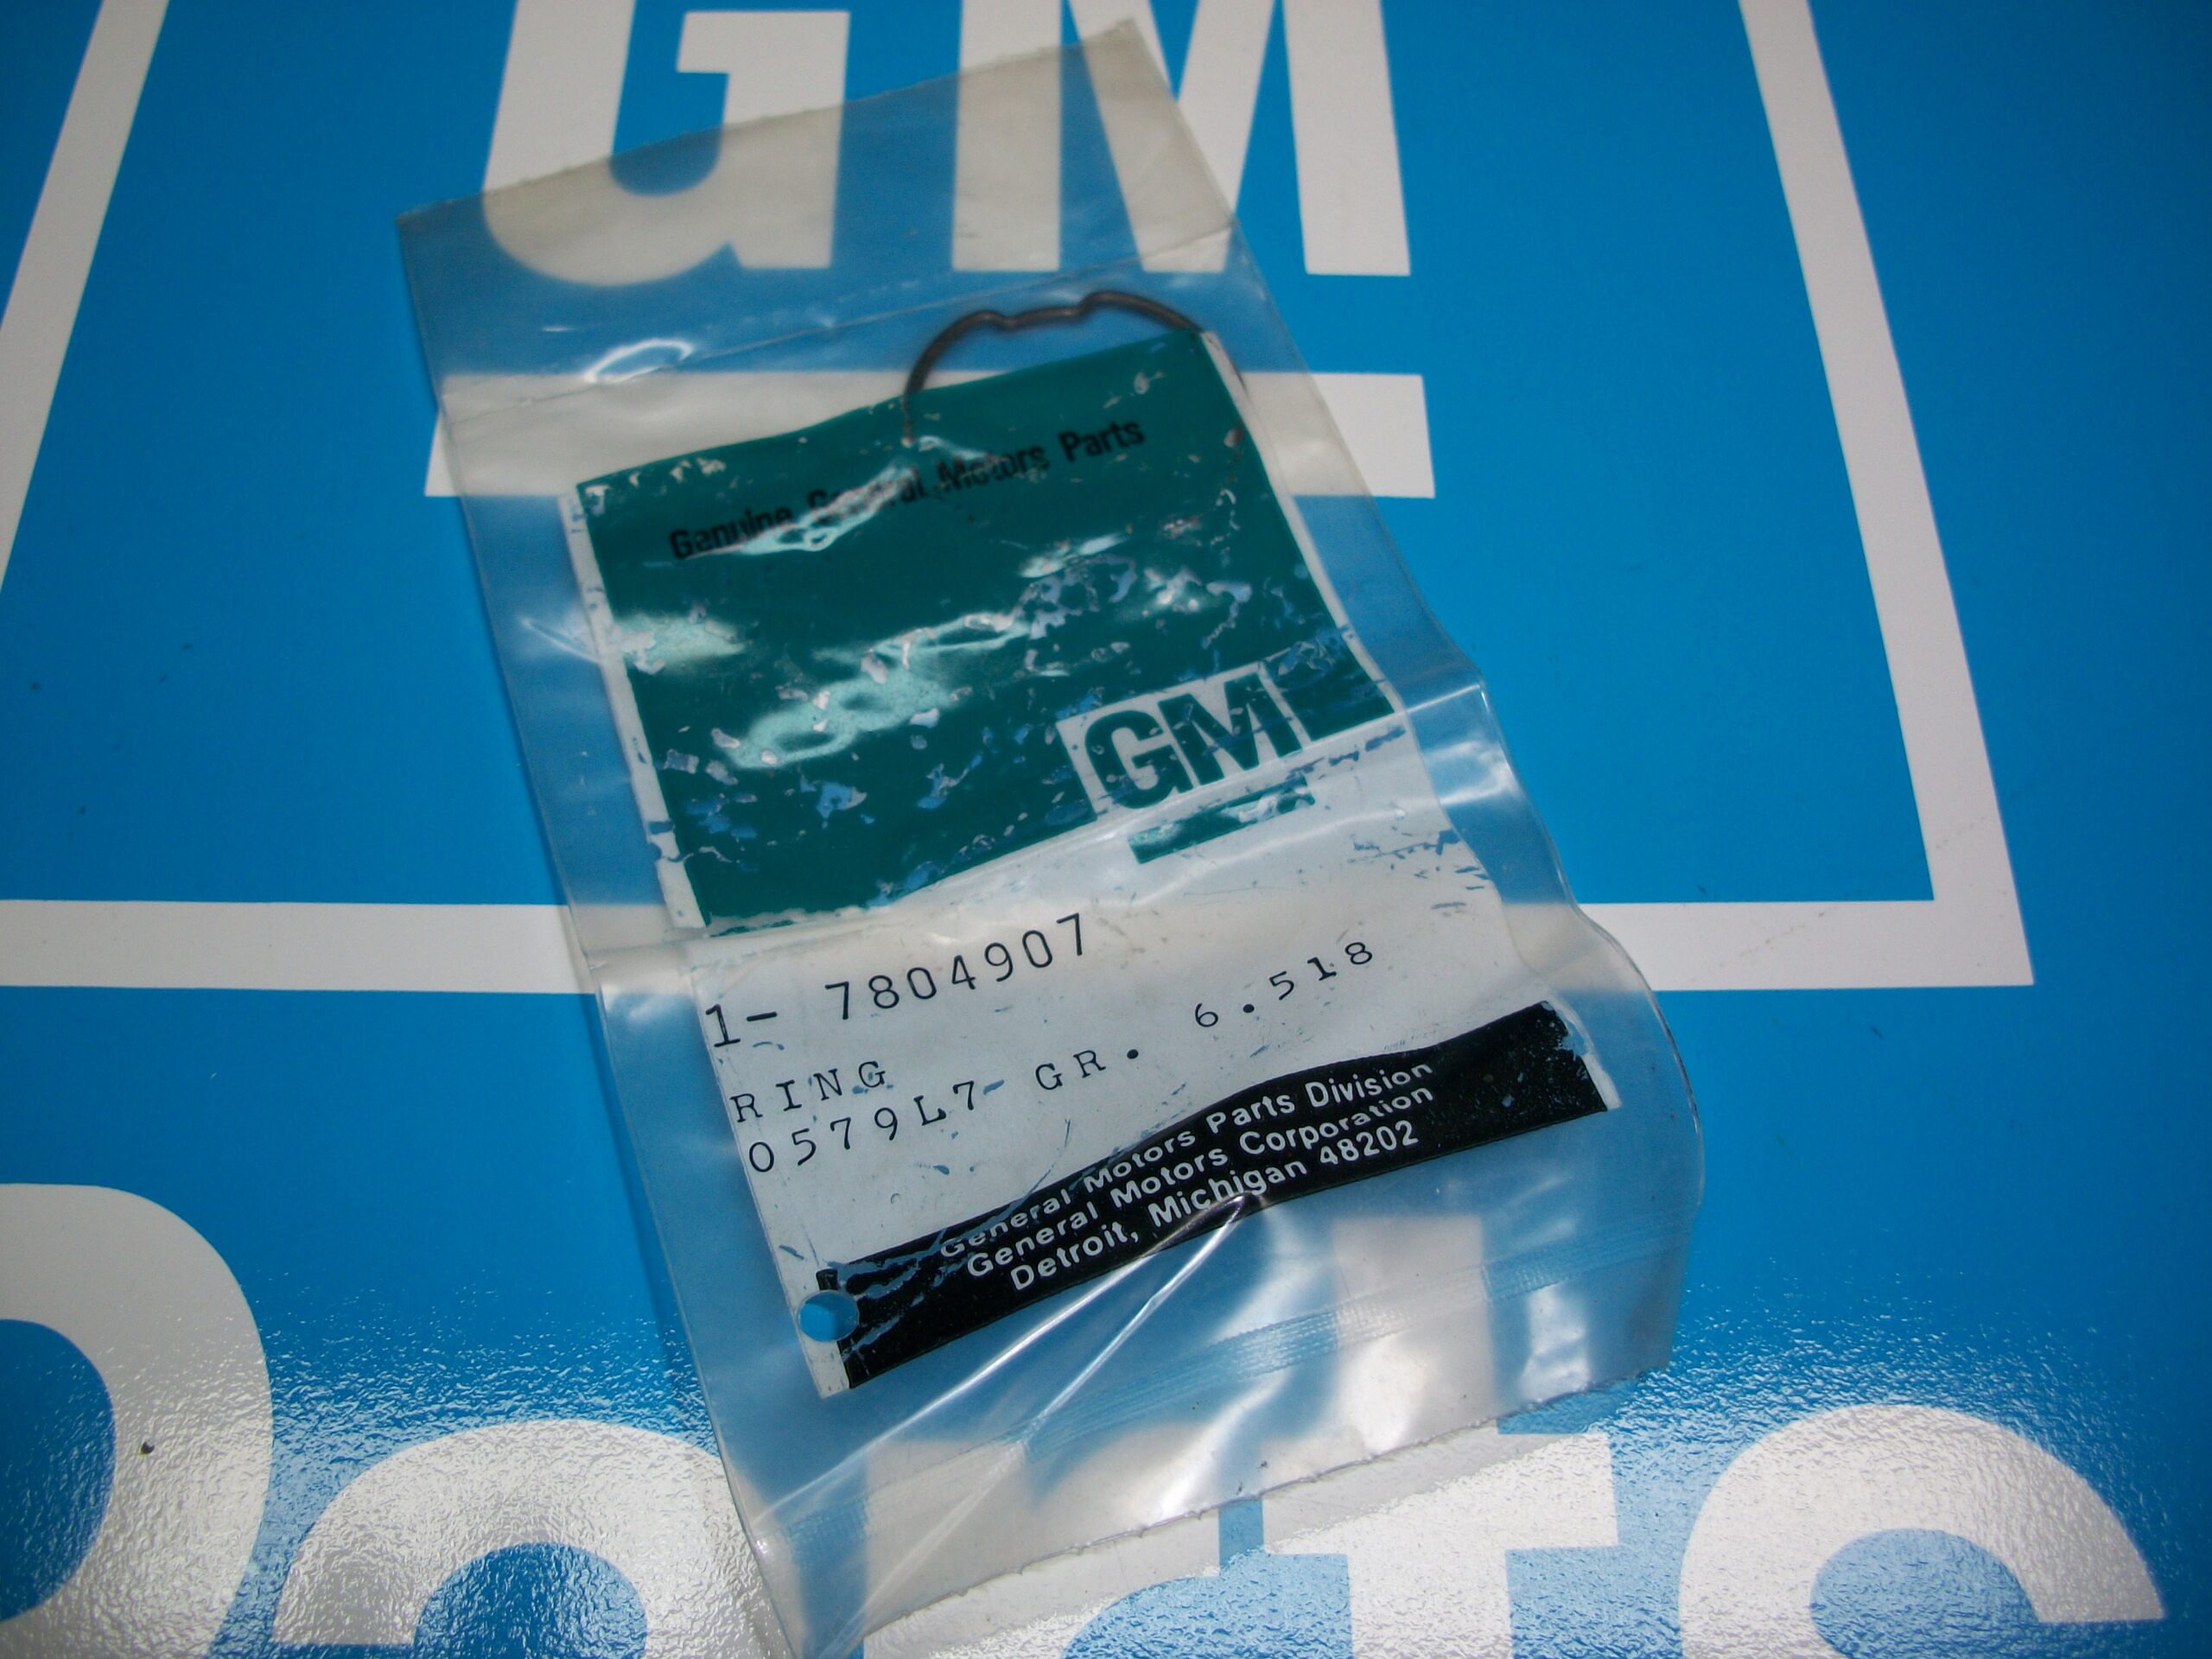 GM
Genuine General Motors Parts
GM
1- 7804907
RING
0579L7 GR. 6.518
General Motors Parts Division
General Motors Corporation
Detroit, Michigan 48202
Parts